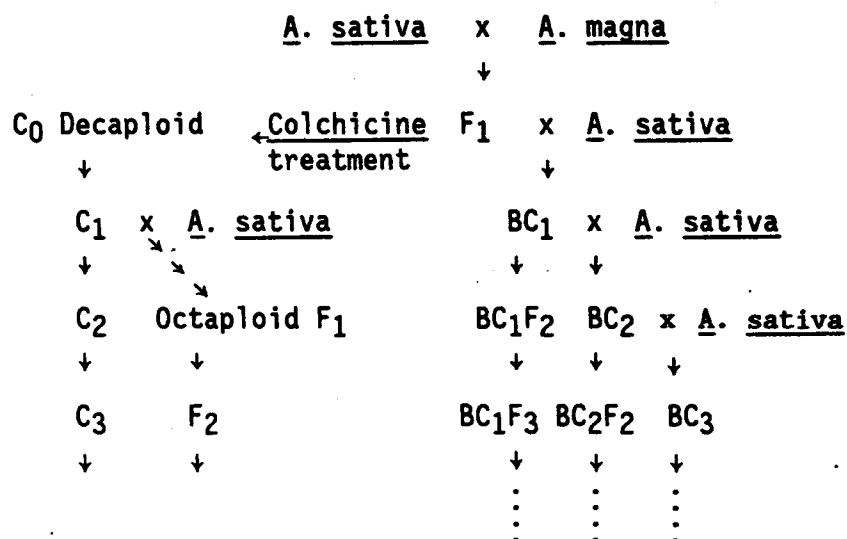 A. sativa x A. magna
↓
C₀ Decaploid ← Colchicine treatment F₁ x A. sativa
↓ ↓
C₁ x A. sativa BC₁ x A. sativa
↓ ↘ ↘ ↘ ↓ ↓
C₂ Octaploid F₁ BC₁F₂ BC₂ x A. sativa
↓ ↓ ↓ ↓ ↓
C₃ F₂ BC₁F₃ BC₂F₂ BC₃
↓ ↓ ↓ ↓ ↓